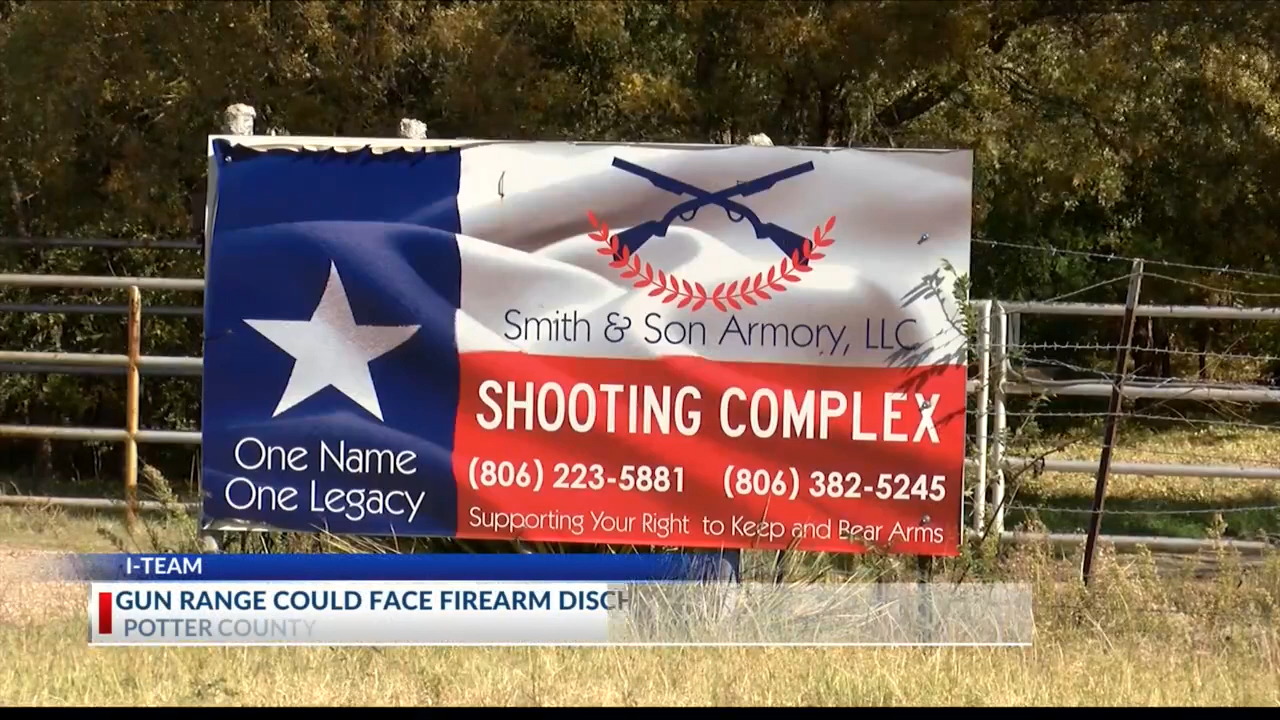 Smith & Son Armory, LLC
SHOOTING COMPLEX
(806) 223-5881 (806) 382-5245
Supporting Your Right to Keep and Bear Arms
One Name
One Legacy
I-TEAM
GUN RANGE COULD FACE FIREARM DISCH
POTTER COUNTY